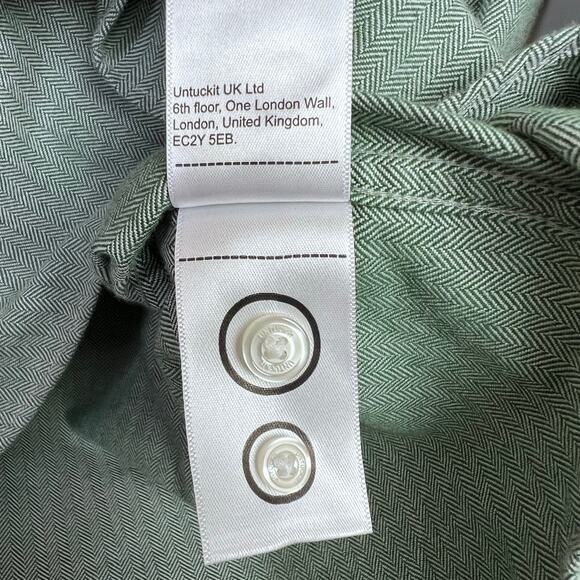 Untuckit UK Ltd
6th floor, One London Wall,
London, United Kingdom,
EC2Y 5EB.